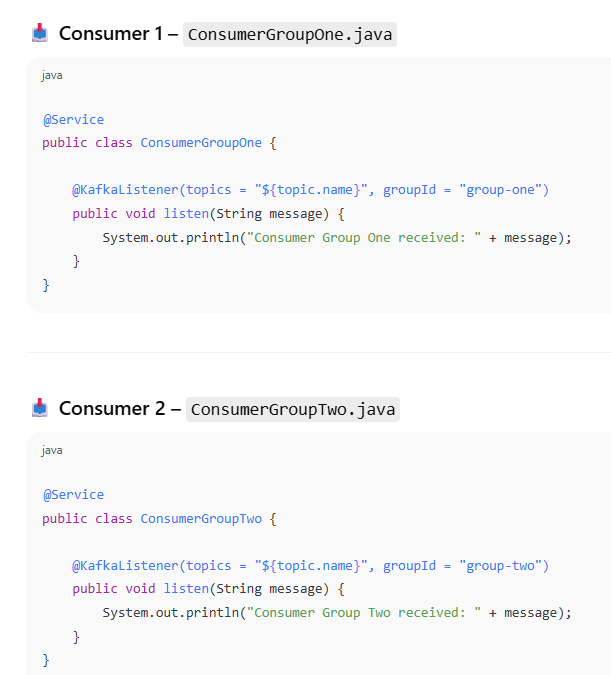 Consumer 1 – ConsumerGroupOne.java
java
@Service
public class ConsumerGroupOne {
@KafkaListener(topics = "${topic.name}", groupId = "group-one")
public void listen(String message) {
System.out.println("Consumer Group One received: " + message);
}
}
Consumer 2 – ConsumerGroupTwo.java
java
@Service
public class ConsumerGroupTwo {
@KafkaListener(topics = "${topic.name}", groupId = "group-two")
public void listen(String message) {
System.out.println("Consumer Group Two received: " + message);
}
}